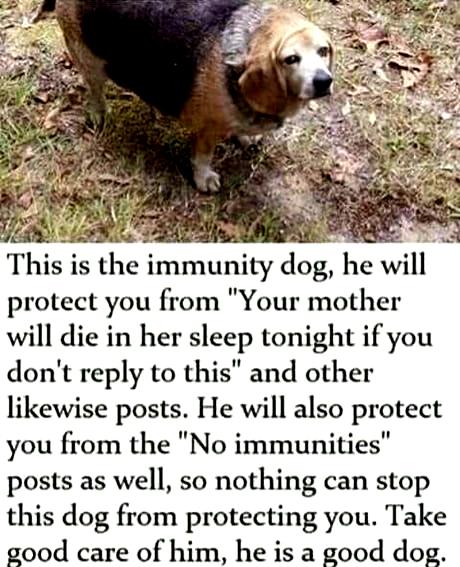 This is the immunity dog, he will
protect you from "Your mother
will die in her sleep tonight if you
don't reply to this" and other
likewise posts. He will also protect
you from the "No immunities"
posts as well, so nothing can stop
this dog from protecting you. Take
good care of him, he is a good dog.